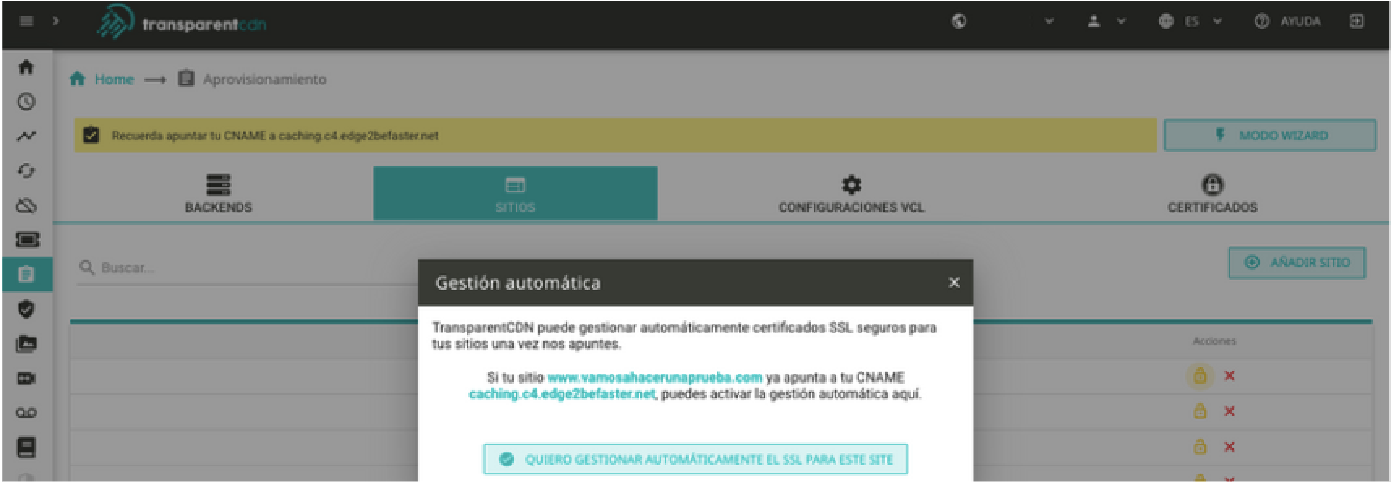 transparentcdn
ES
AYUDA
Home → Aprovisionamiento
Recuerda apuntar tu CNAME a caching.c4.edge2befaster.net
MODO WIZARD
BACKENDS
SITIOS
CONFIGURACIONES VCL
CERTIFICADOS
Buscar...
AÑADIR SITIO
Gestión automática
TransparentCDN puede gestionar automáticamente certificados SSL seguros para
tus sitios una vez nos apuntes.
Acciones
Si tu sitio www.vamosahacerunaprueba.com ya apunta a tu CNAME
caching.c4.edge2befaster.net, puedes activar la gestión automática aquí.
QUIERO GESTIONAR AUTOMÁTICAMENTE EL SSL PARA ESTE SITE